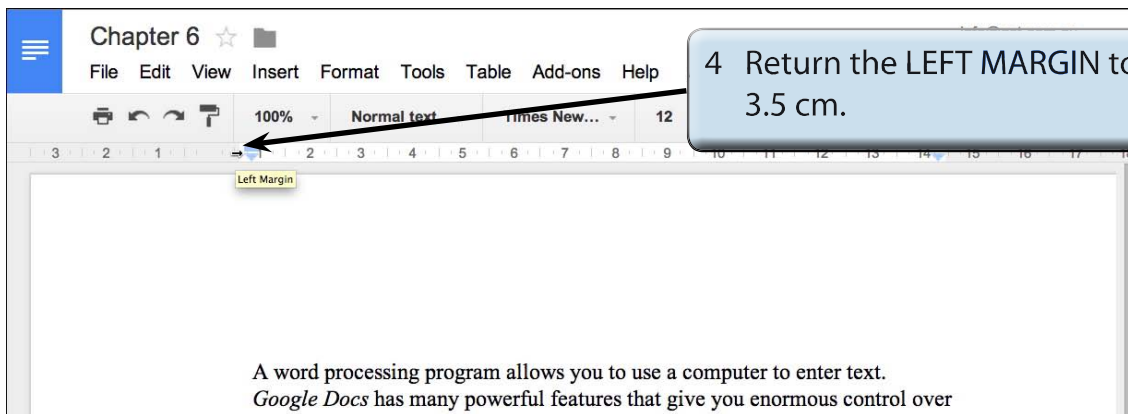 Chapter 6
File Edit View Insert Format Tools Table Add-ons Help
4 Return the LEFT MARGIN to
3.5 cm.
100% Normal text Times New... 12
3 2 1 1 2 3 4 5 6 7 8 9 10 11 12 13 14 15 16 17
Left Margin
A word processing program allows you to use a computer to enter text.
Google Docs has many powerful features that give you enormous control over